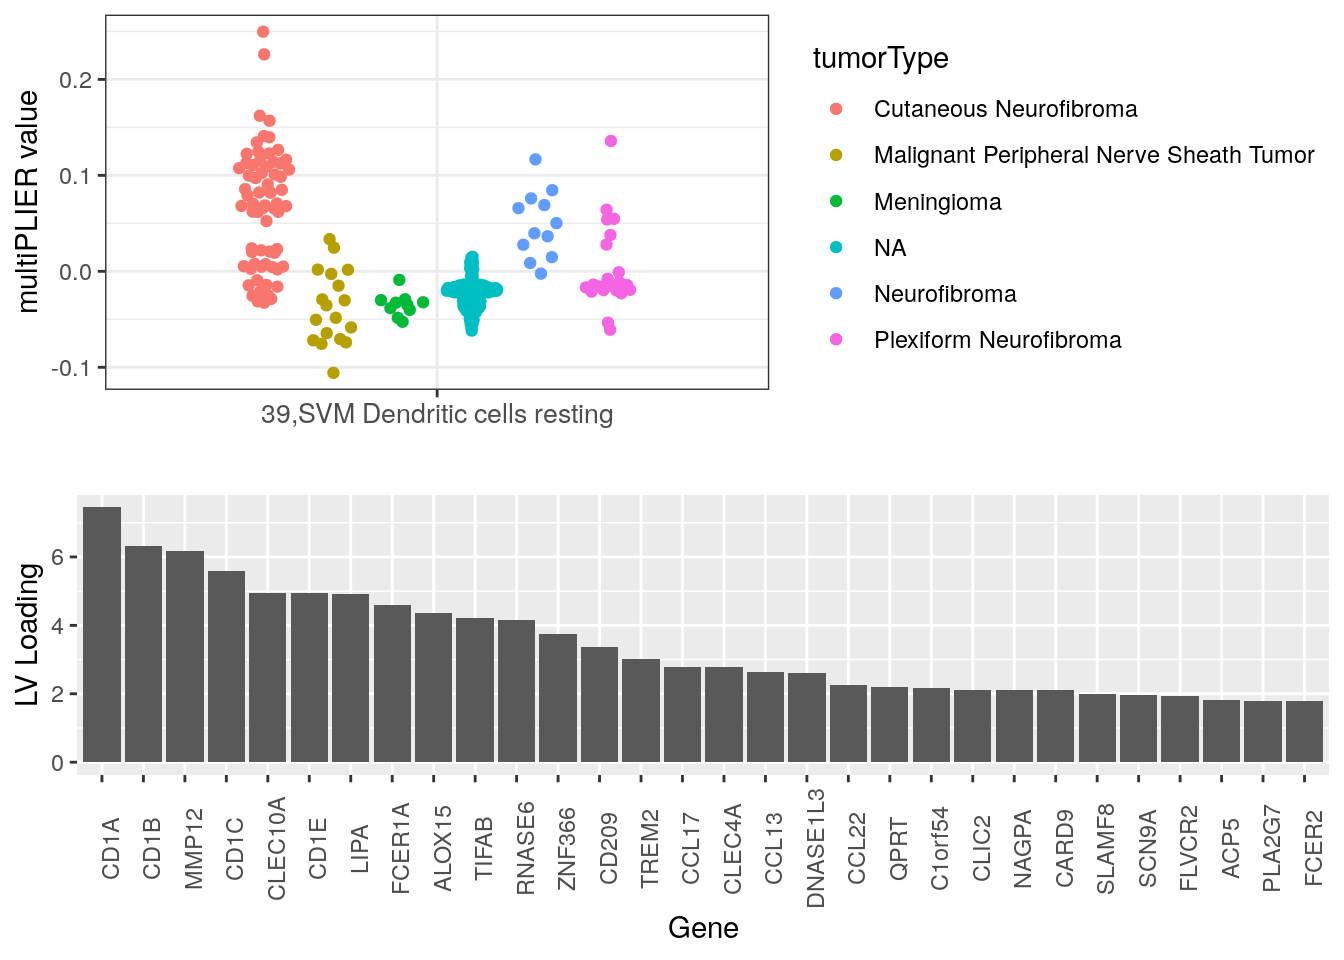 multiPLIER value
0.2
0.1
0.0
-0.1
39,SVM Dendritic cells resting
tumorType
Cutaneous Neurofibroma
Malignant Peripheral Nerve Sheath Tumor
Meningioma
NA
Neurofibroma
Plexiform Neurofibroma
LV Loading
6
4
2
0
CD1A
CD1B
MMP12
CD1C
CLEC10A
CD1E
LIPA
FCER1A
ALOX15
TIFAB
RNASE6
ZNF366
CD209
TREM2
CCL17
CLEC4A
CCL13
DNASE1L3
CCL22
QPRT
C1orf54
CLIC2
NAGPA
CARD9
SLAMF8
SCN9A
FLVCR2
ACP5
PLA2G7
FCER2
Gene